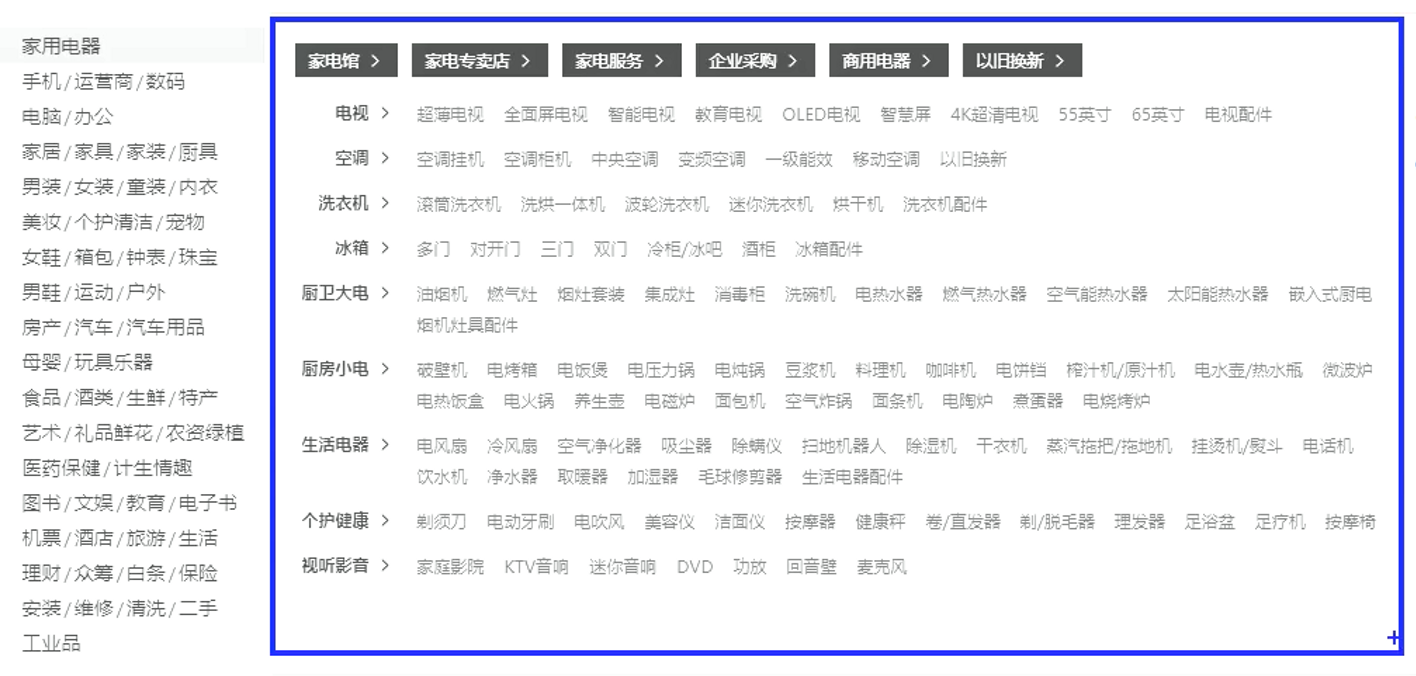 家用电器
手机/运营商/数码
电脑/办公
家居/家具/家装/厨具
男装/女装/童装/内衣
美妆/个护清洁/宠物
女鞋/箱包/钟表/珠宝
男鞋/运动/户外
房产/汽车/汽车用品
母婴/玩具乐器
食品/酒类/生鲜/特产
艺术/礼品鲜花/农资绿植
医药保健/计生情趣
图书/文娱/教育/电子书
机票/酒店/旅游/生活
理财/众筹/白条/保险
安装/维修/清洗/二手
工业品
家电馆 > 家电专卖店 > 家电服务 > 企业采购 > 商用电器 > 以旧换新 >
电视 > 超薄电视 全面屏电视 智能电视 教育电视 OLED电视 智慧屏 4K超清电视 55英寸 65英寸 电视配件
空调 > 空调挂机 空调柜机 中央空调 变频空调 一级能效 移动空调 以旧换新
洗衣机 > 滚筒洗衣机 洗烘一体机 波轮洗衣机 迷你洗衣机 烘干机 洗衣机配件
冰箱 > 多门 对开门 三门 双门 冷柜/冰吧 酒柜 冰箱配件
厨卫大电 > 油烟机 燃气灶 烟灶套装 集成灶 消毒柜 洗碗机 电热水器 燃气热水器 空气能热水器 太阳能热水器 嵌入式厨电
烟机灶具配件
厨房小电 > 破壁机 电烤箱 电饭煲 电压力锅 电炖锅 豆浆机 料理机 咖啡机 电饼铛 榨汁机/原汁机 电水壶/热水瓶 微波炉
电热饭盒 电火锅 养生壶 电磁炉 面包机 空气炸锅 面条机 电陶炉 煮蛋器 电烧烤炉
生活电器 > 电风扇 冷风扇 空气净化器 吸尘器 除螨仪 扫地机器人 除湿机 干衣机 蒸汽拖把/拖地机 挂烫机/熨斗 电话机
饮水机 净水器 取暖器 加湿器 毛球修剪器 生活电器配件
个护健康 > 剃须刀 电动牙刷 电吹风 美容仪 洁面仪 按摩器 健康秤 卷/直发器 剃/脱毛器 理发器 足浴盆 足疗机 按摩椅
视听影音 > 家庭影院 KTV音响 迷你音响 DVD 功放 回音壁 麦克风